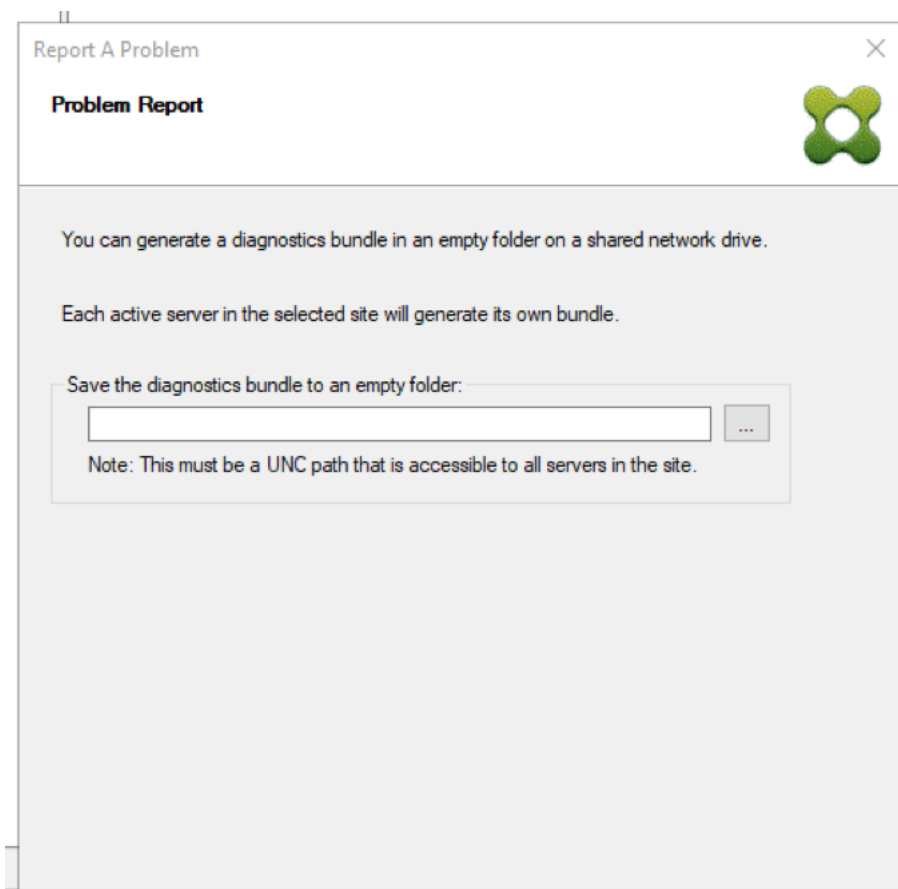 Report A Problem
Problem Report
You can generate a diagnostics bundle in an empty folder on a shared network drive.
Each active server in the selected site will generate its own bundle.
Save the diagnostics bundle to an empty folder:
...
Note: This must be a UNC path that is accessible to all servers in the site.